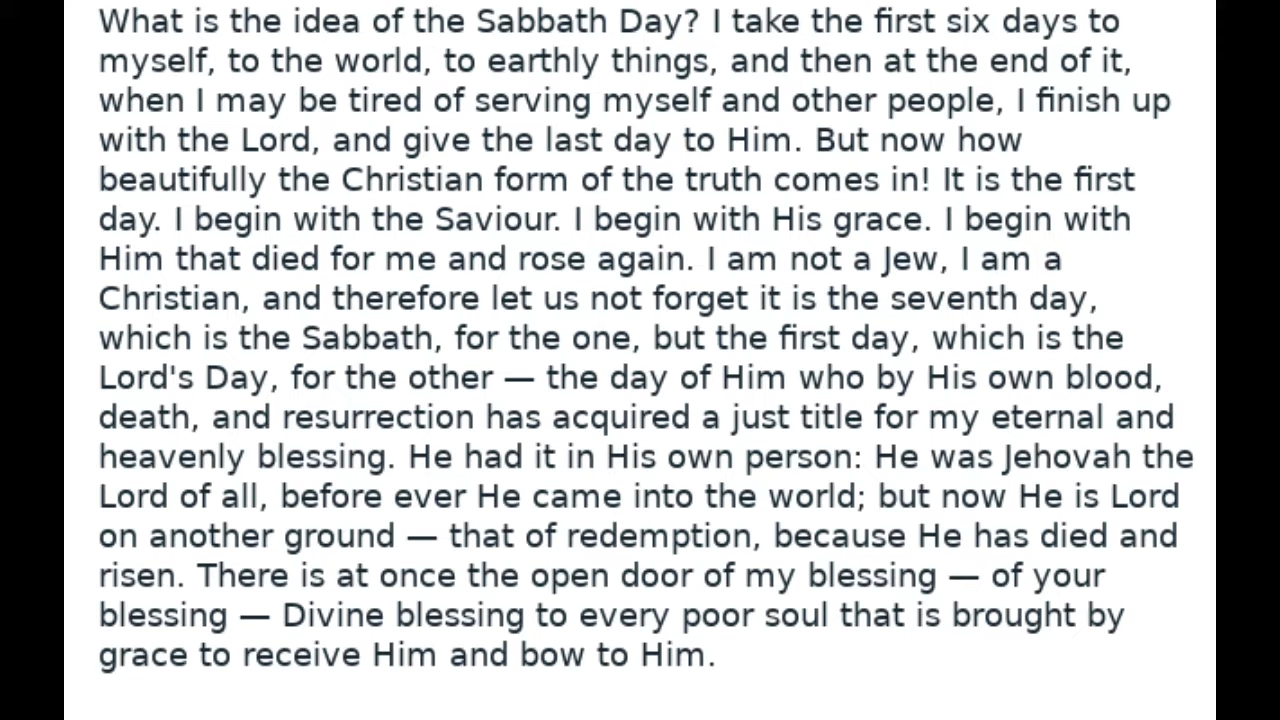 What is the idea of the Sabbath Day? I take the first six days to
myself, to the world, to earthly things, and then at the end of it,
when I may be tired of serving myself and other people, I finish up
with the Lord, and give the last day to Him. But now how
beautifully the Christian form of the truth comes in! It is the first
day. I begin with the Saviour. I begin with His grace. I begin with
Him that died for me and rose again. I am not a Jew, I am a
Christian, and therefore let us not forget it is the seventh day,
which is the Sabbath, for the one, but the first day, which is the
Lord's Day, for the other — the day of Him who by His own blood,
death, and resurrection has acquired a just title for my eternal and
heavenly blessing. He had it in His own person: He was Jehovah the
Lord of all, before ever He came into the world; but now He is Lord
on another ground — that of redemption, because He has died and
risen. There is at once the open door of my blessing — of your
blessing — Divine blessing to every poor soul that is brought by
grace to receive Him and bow to Him.